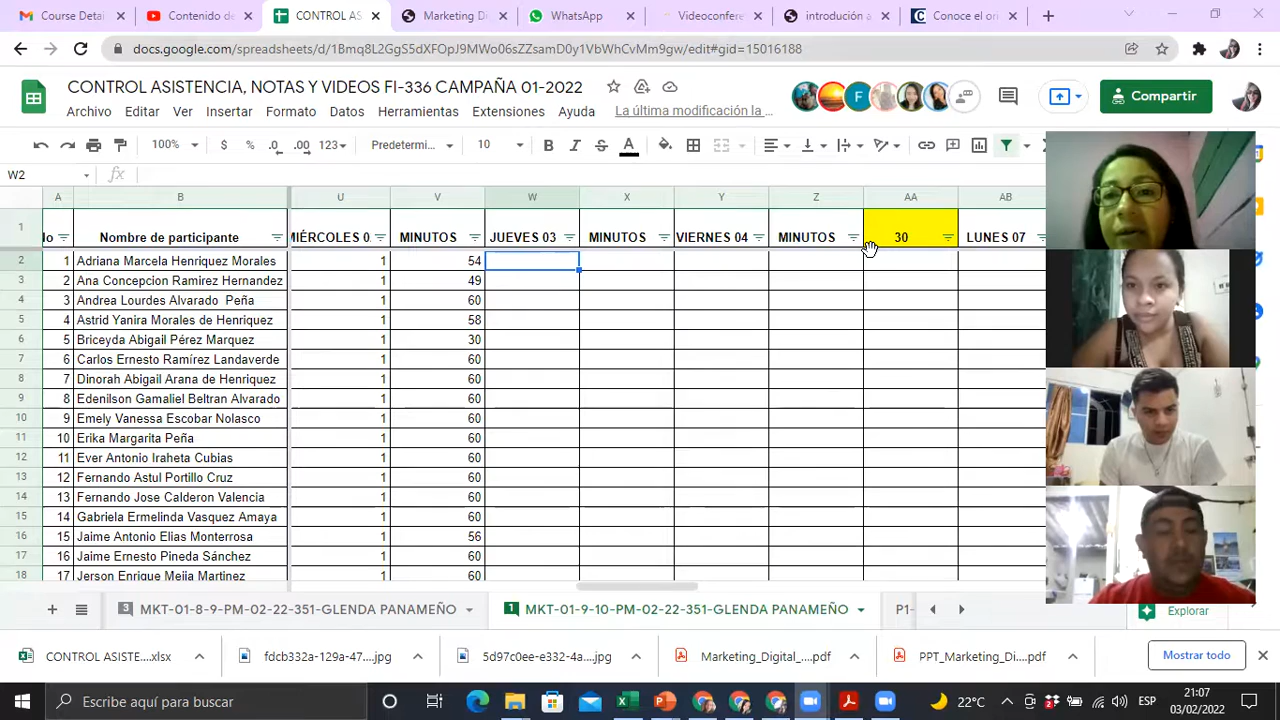 Course Detail
Contenido de
CONTROL AS
Marketing D
WhatsApp
Videoconfere
introducción a
Conoce el or
docs.google.com/spreadsheets/d/1Bmq8L2GgS5dXFOpJ9MWo06sZZsamD0y1VbWhCvMm9gw/edit#gid=15016188
CONTROL ASISTENCIA, NOTAS Y VIDEOS FI-336 CAMPAÑA 01-2022
F
Compartir
Archivo Editar Ver Insertar Formato Datos Herramientas Extensiones Ayuda La última modificación la ...
100% $ % .0 .00 123 Predetermi... 10 B I S A
W2 fx
A B U V W X Y Z AA AB
1 lo Nombre de participante MIÉRCOLES 0 MINUTOS JUEVES 03 MINUTOS VIERNES 04 MINUTOS 30 LUNES 07
2 1 Adriana Marcela Henriquez Morales 1 54
3 2 Ana Concepcion Ramirez Hernandez 1 49
4 3 Andrea Lourdes Alvarado Peña 1 60
5 4 Astrid Yanira Morales de Henriquez 1 58
6 5 Briceyda Abigail Pérez Marquez 1 30
7 6 Carlos Ernesto Ramírez Landaverde 1 60
8 7 Dinorah Abigail Arana de Henriquez 1 60
9 8 Edenilson Gamaliel Beltran Alvarado 1 60
10 9 Emely Vanessa Escobar Nolasco 1 60
11 10 Erika Margarita Peña 1 60
12 11 Ever Antonio Iraheta Cubias 1 60
13 12 Fernando Astul Portillo Cruz 1 60
14 13 Fernando Jose Calderon Valencia 1 60
15 14 Gabriela Ermelinda Vasquez Amaya 1 60
16 15 Jaime Antonio Elias Monterrosa 1 56
17 16 Jaime Ernesto Pineda Sánchez 1 60
18 17 Jerson Enrique Mejia Martinez 1 60
3 MKT-01-8-9-PM-02-22-351-GLENDA PANAMEÑO
1 MKT-01-9-10-PM-02-22-351-GLENDA PANAMEÑO
P1-
Explorar
CONTROL ASISTE....xlsx
fdcb332a-129a-47....jpg
5d97c0ee-e332-4a....jpg
Marketing_Digital_....pdf
PPT_Marketing_Di....pdf
Mostrar todo
Escribe aquí para buscar
22°C
ESP
21:07
03/02/2022